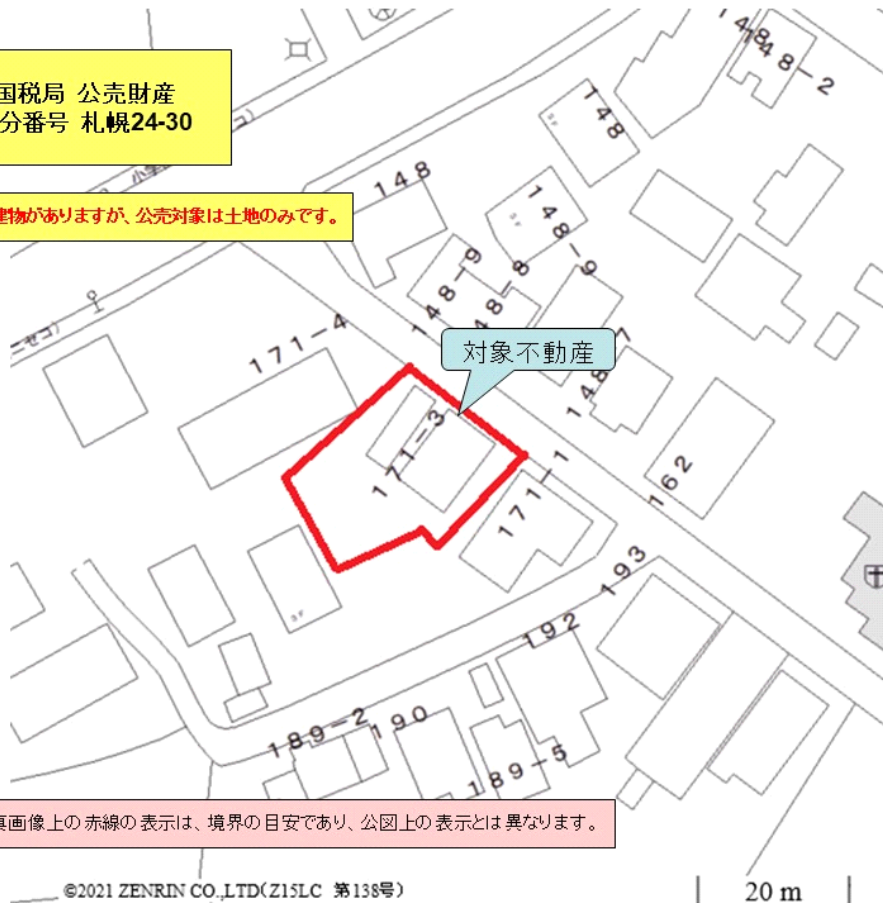 国税局 公売財産
分番号 札幌24-30
建物がありますが、公売対象は土地のみです。
148
148-2
148
148
148-9
148-9
148-8
ニセコ)
171-4
対象不動産
148-7
171-3
171-1
162
193
192
189-2
190
189-5
真画像上の赤線の表示は、境界の目安であり、公図上の表示とは異なります。
©2021 ZENRIN CO.,LTD(Z15LC 第138号)
20 m